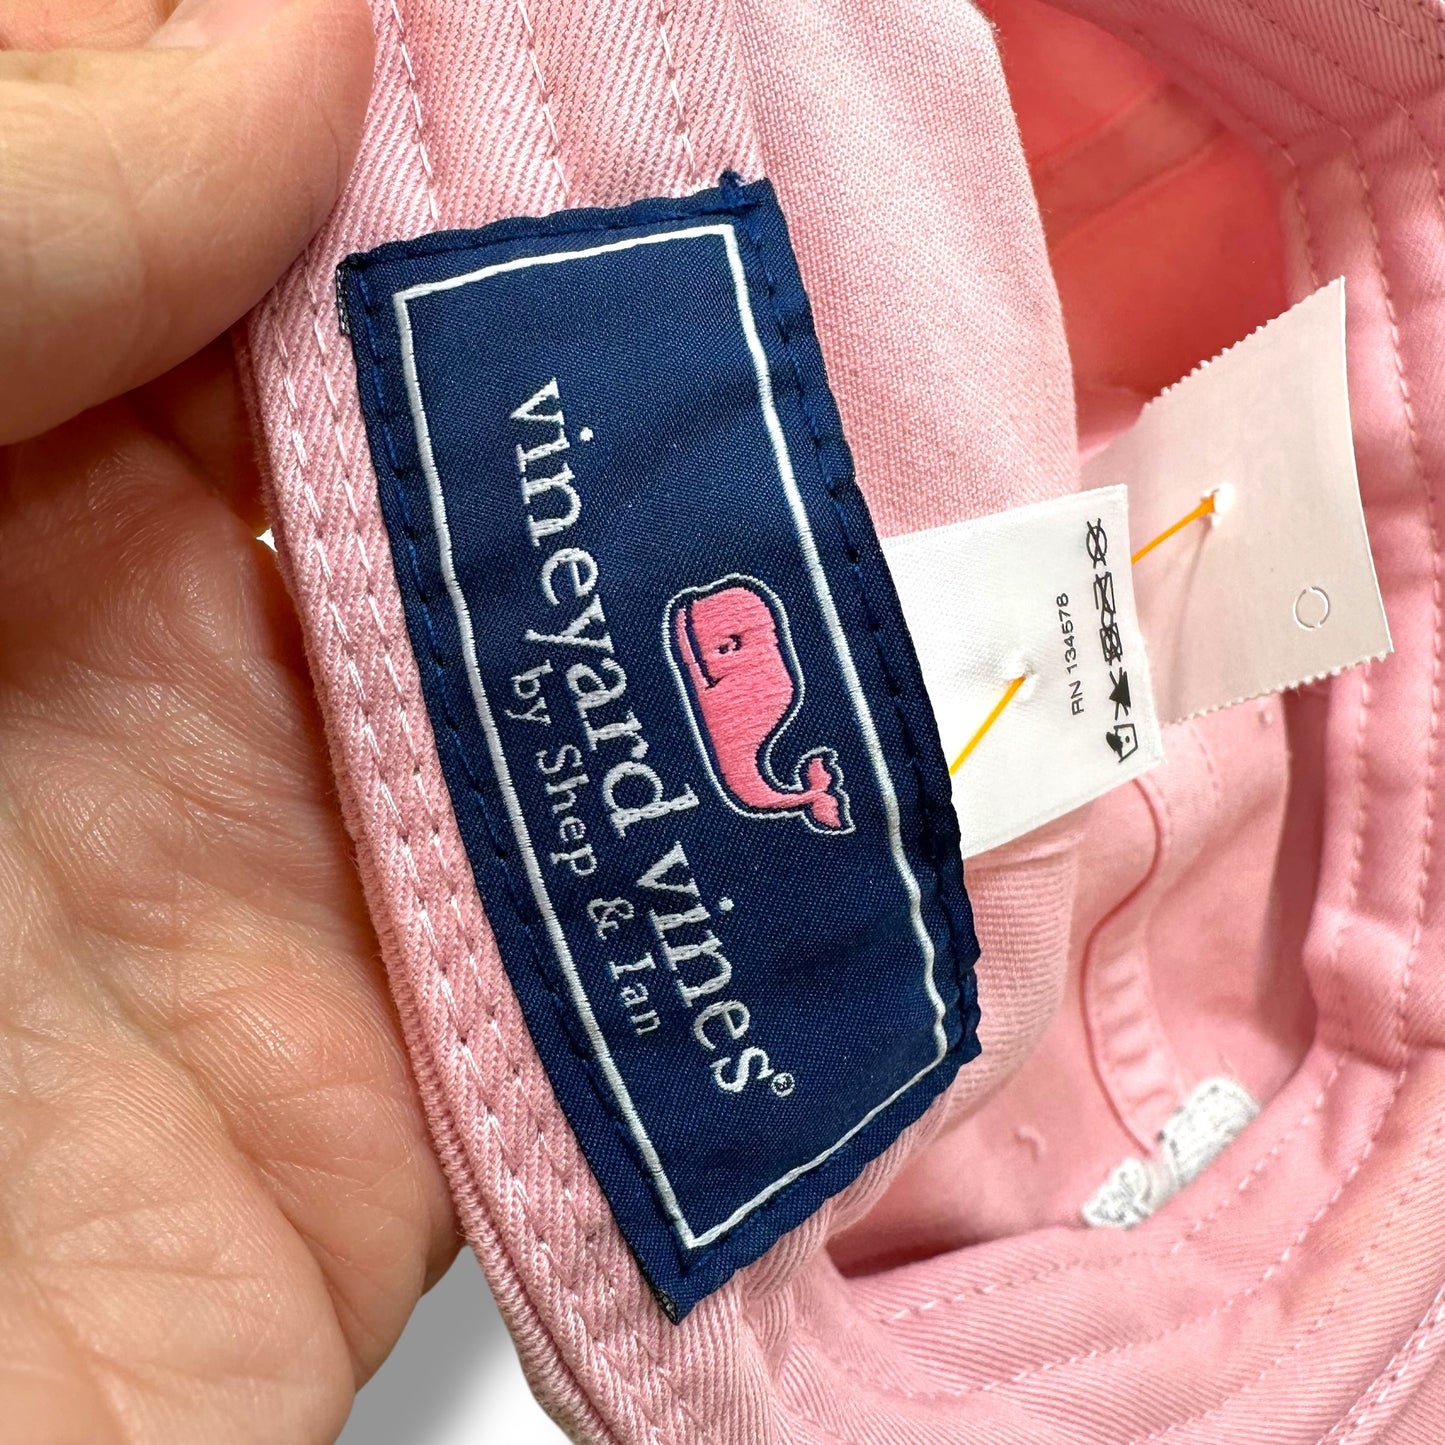 vineyard vines®
by Shep & Ian
RN 134578